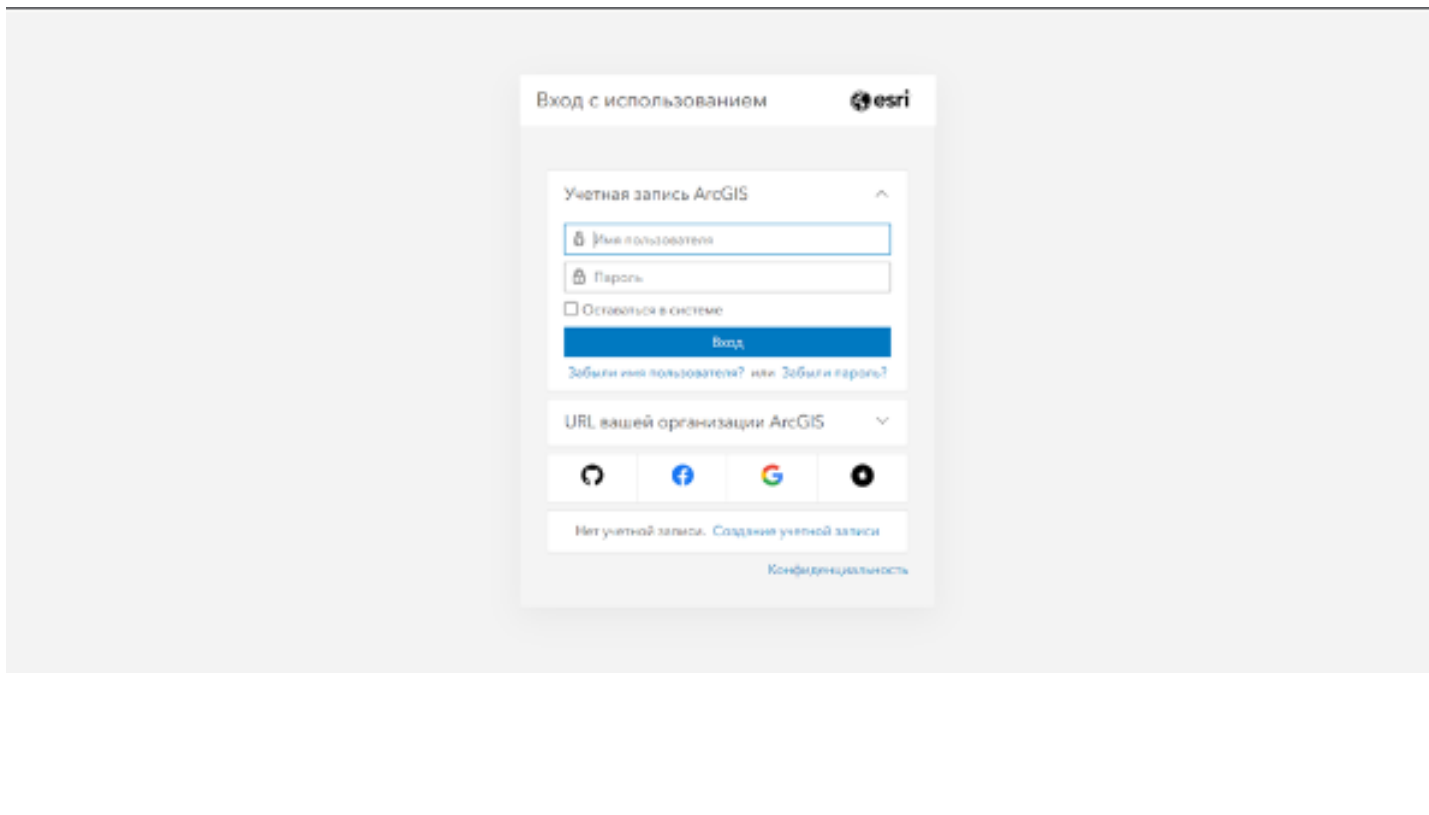 Вход с использованием esri
Учетная запись ArcGIS
Имя пользователя
Пароль
Оставаться в системе
Вход
Забыли имя пользователя? или Забыли пароль?
URL вашей организации ArcGIS
Нет учетной записи. Создание учетной записи
Конфиденциальность